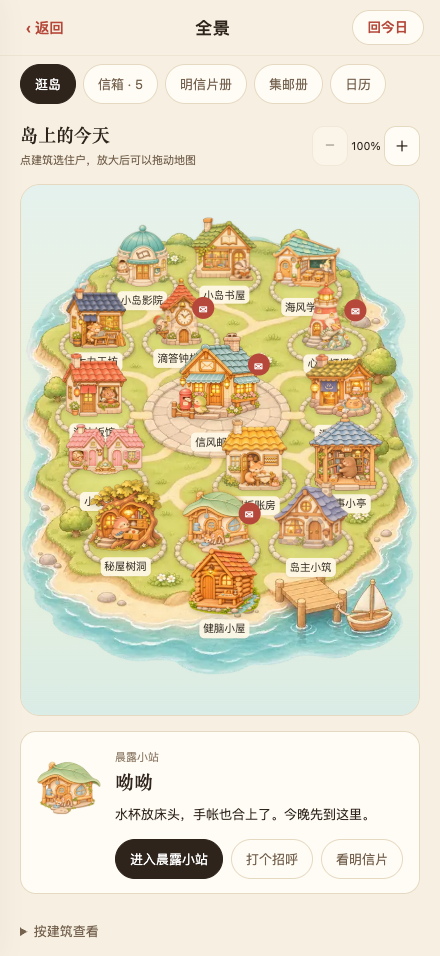 ‹ 返回
全景
回今日
逛岛
信箱 · 5
明信片册
集邮册
日历
岛上的今天
点建筑选住户，放大后可以拖动地图
− 100% +
小岛影院
小岛书屋
海风学
滴答钟
信风邮
账房
事小亭
秘屋树洞
岛主小筑
健脑小屋
晨露小站
呦呦
水杯放床头，手帐也合上了。今晚先到这里。
进入晨露小站
打个招呼
看明信片
▶ 按建筑查看